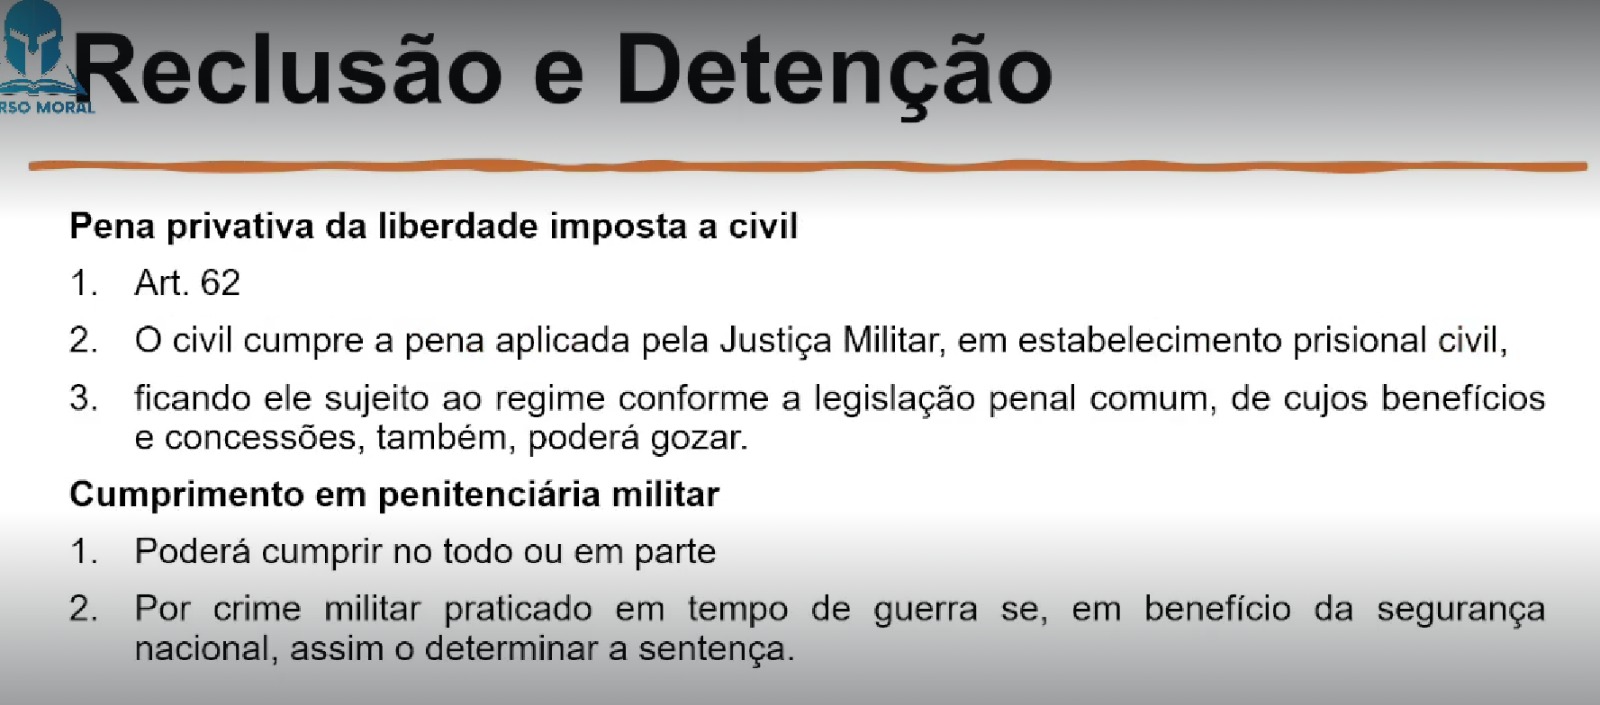 Reclusão e Detenção
RSO MORAL
Pena privativa da liberdade imposta a civil
1. Art. 62
2. O civil cumpre a pena aplicada pela Justiça Militar, em estabelecimento prisional civil,
3. ficando ele sujeito ao regime conforme a legislação penal comum, de cujos benefícios
e concessões, também, poderá gozar.
Cumprimento em penitenciária militar
1. Poderá cumprir no todo ou em parte
2. Por crime militar praticado em tempo de guerra se, em benefício da segurança
nacional, assim o determinar a sentença.